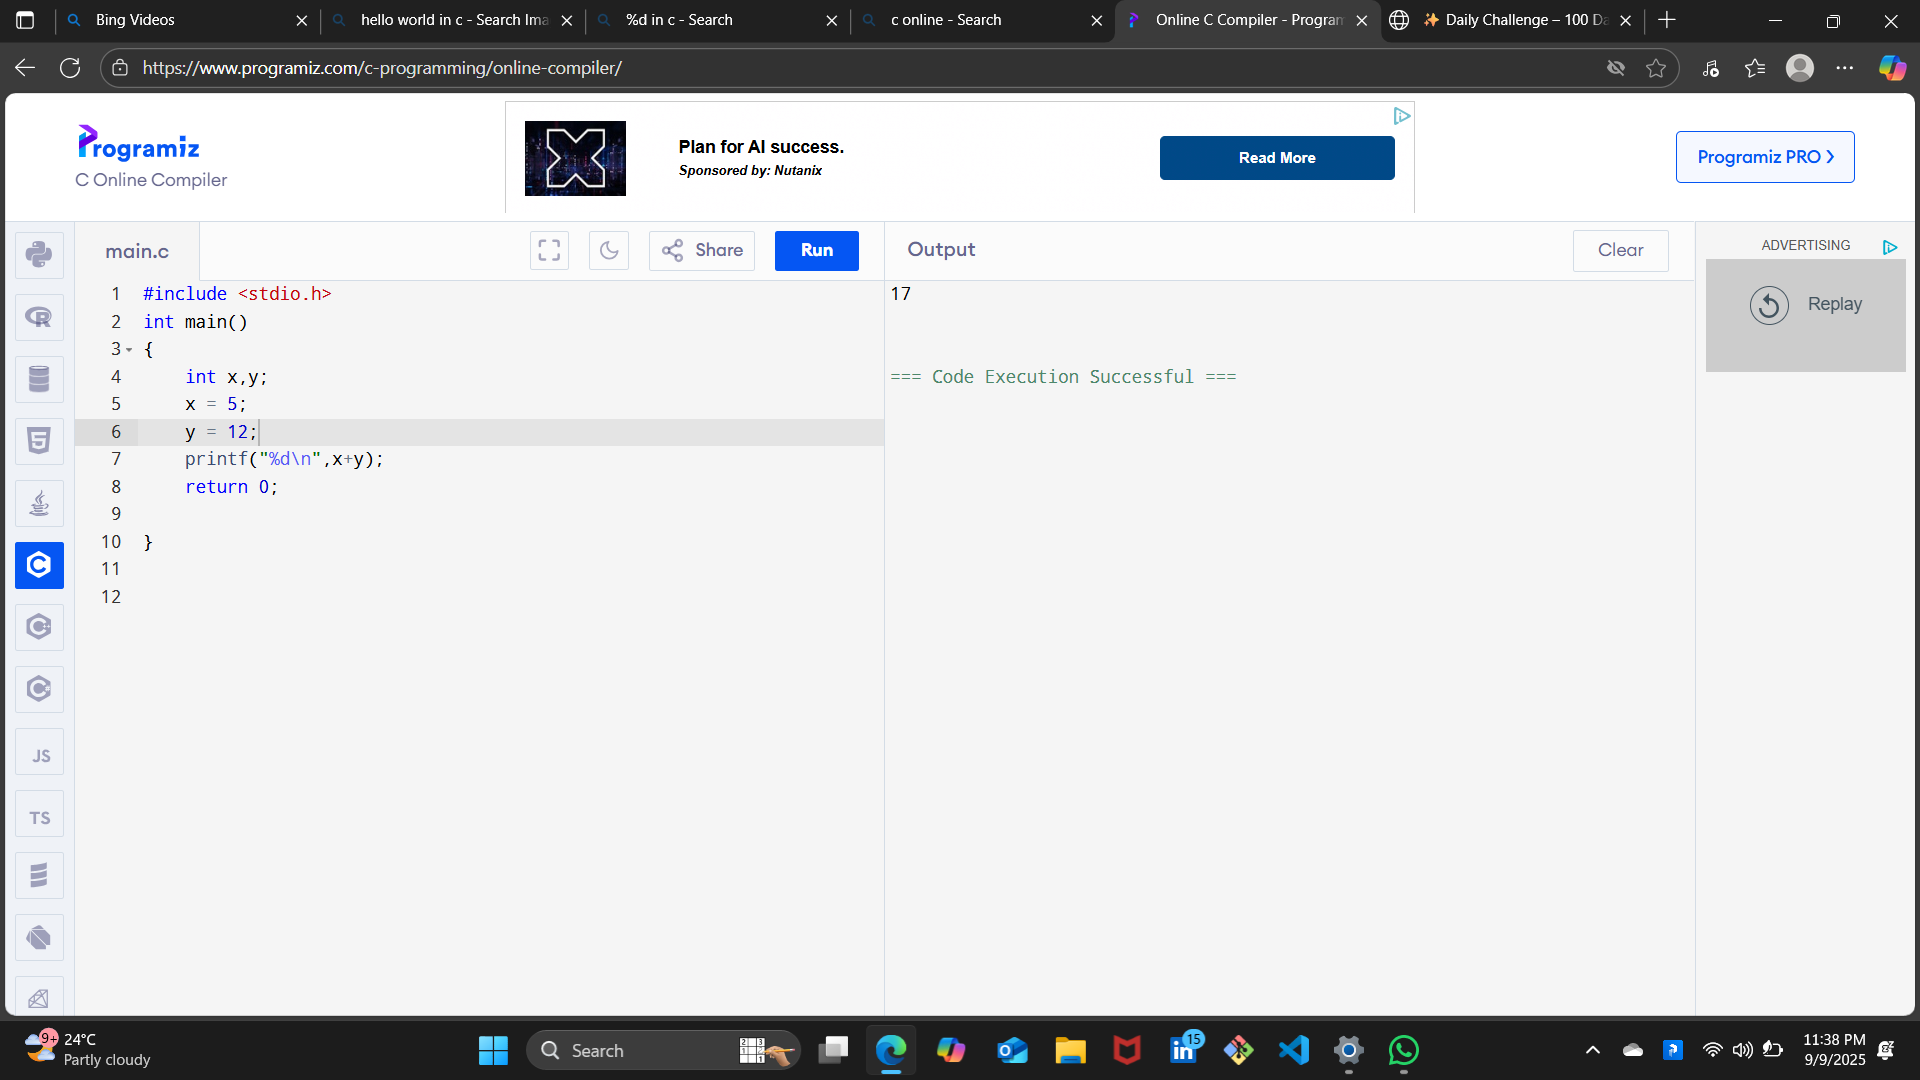 Bing Videos
hello world in c - Search Ima
%d in c - Search
c online - Search
Online C Compiler - Program
✨ Daily Challenge – 100 Da
https://www.programiz.com/c-programming/online-compiler/
Programiz
C Online Compiler
Plan for AI success.
Sponsored by: Nutanix
Read More
Programiz PRO >
main.c
Share
Run
Output
Clear
ADVERTISING
Replay
1 #include <stdio.h>
2 int main()
3 {
4 int x,y;
5 x = 5;
6 y = 12;
7 printf("%d\n",x+y);
8 return 0;
9
10 }
11
12
17
=== Code Execution Successful ===
JS
TS
9+
24°C
Partly cloudy
Search
15
11:38 PM
9/9/2025